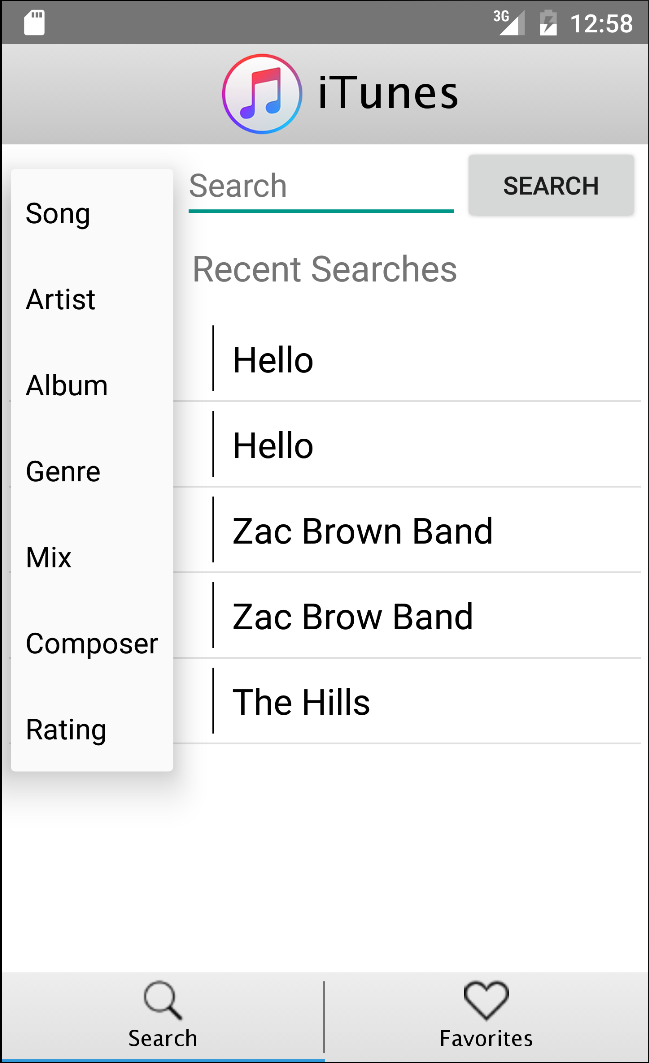 3G 12:58
iTunes
Search SEARCH
Recent Searches
Song
Artist
Album
Genre
Mix
Composer
Rating
Hello
Hello
Zac Brown Band
Zac Brow Band
The Hills
Search Favorites